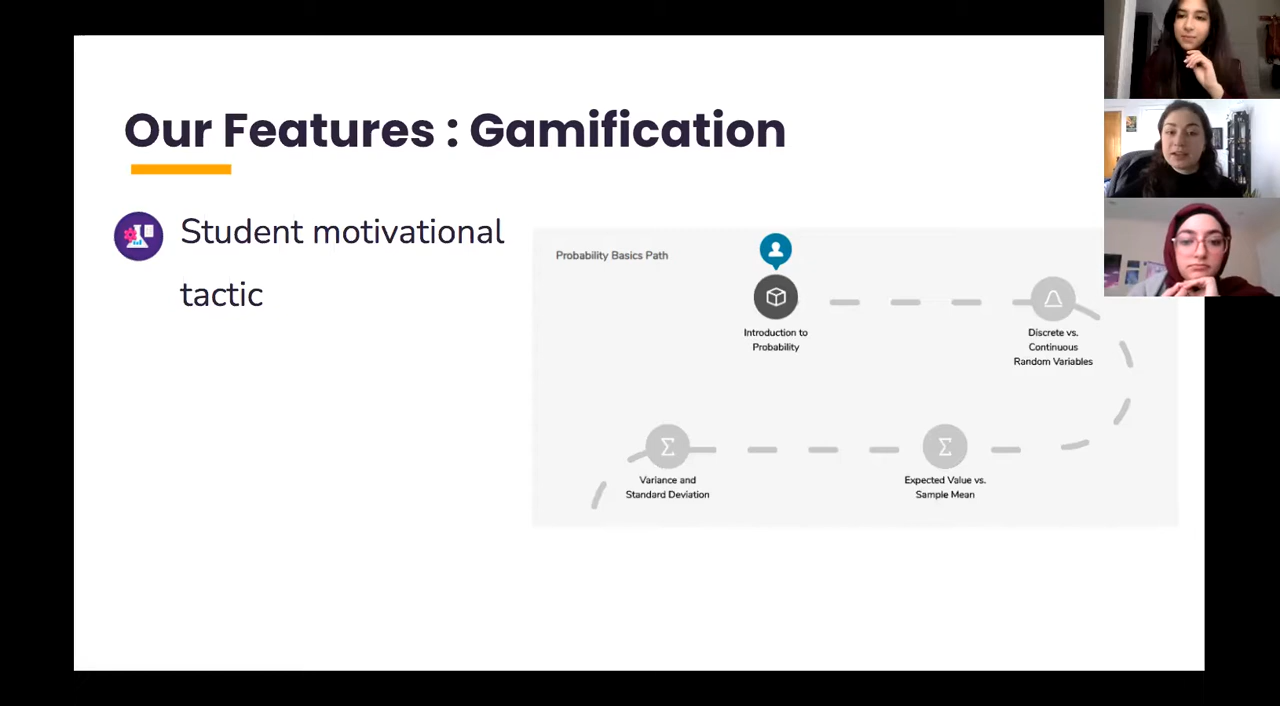 Our Features : Gamification
Student motivational
tactic
Probability Basics Path
Introduction to
Probability
Discrete vs.
Continuous
Random Variables
Variance and
Standard Deviation
Expected Value vs.
Sample Mean